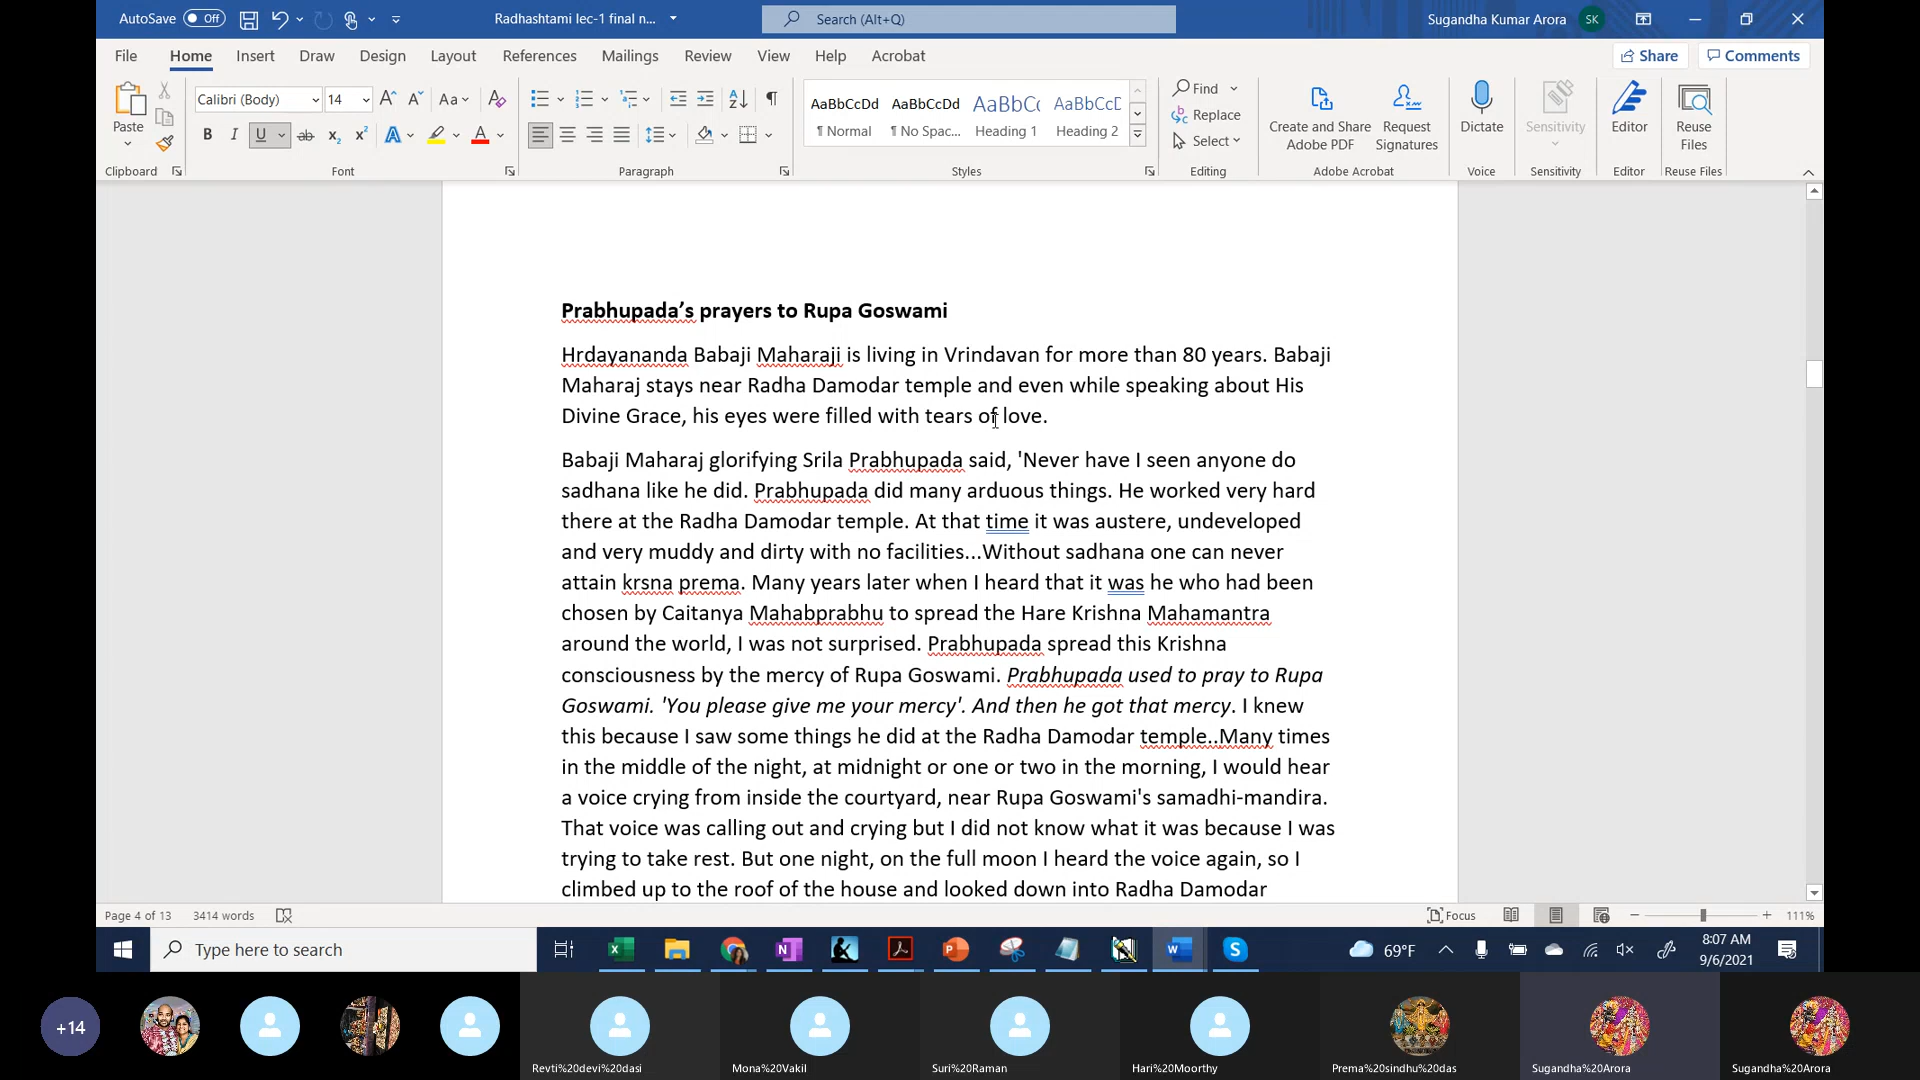 AutoSave Off Radhashtami lec-1 final n... Search (Alt+Q) Sugandha Kumar Arora SK
File Home Insert Draw Design Layout References Mailings Review View Help Acrobat Share Comments
Calibri (Body) 14 Aa
Paste
AaBbCcDd AaBbCcDd AaBbCc AaBbCcD
¶ Normal ¶ No Spac... Heading 1 Heading 2
Find
Replace
Select
Create and Share Adobe PDF
Request Signatures
Dictate
Sensitivity
Editor
Reuse Files
Clipboard Font Paragraph Styles Editing Adobe Acrobat Voice Sensitivity Editor Reuse Files
Prabhupada’s prayers to Rupa Goswami
Hrdayananda Babaji Maharaji is living in Vrindavan for more than 80 years. Babaji
Maharaj stays near Radha Damodar temple and even while speaking about His
Divine Grace, his eyes were filled with tears of love.
Babaji Maharaj glorifying Srila Prabhupada said, 'Never have I seen anyone do
sadhana like he did. Prabhupada did many arduous things. He worked very hard
there at the Radha Damodar temple. At that time it was austere, undeveloped
and very muddy and dirty with no facilities...Without sadhana one can never
attain krsna prema. Many years later when I heard that it was he who had been
chosen by Caitanya Mahabprabhu to spread the Hare Krishna Mahamantra
around the world, I was not surprised. Prabhupada spread this Krishna
consciousness by the mercy of Rupa Goswami. Prabhupada used to pray to Rupa
Goswami. 'You please give me your mercy'. And then he got that mercy. I knew
this because I saw some things he did at the Radha Damodar temple..Many times
in the middle of the night, at midnight or one or two in the morning, I would hear
a voice crying from inside the courtyard, near Rupa Goswami's samadhi-mandira.
That voice was calling out and crying but I did not know what it was because I was
trying to take rest. But one night, on the full moon I heard the voice again, so I
climbed up to the roof of the house and looked down into Radha Damodar
Page 4 of 13 3414 words Focus 111%
Type here to search 69°F 8:07 AM
9/6/2021
+14
Revti%20devi%20dasi Mona%20Vakil Suri%20Raman Hari%20Moorthy Prema%20sindhu%20das Sugandha%20Arora Sugandha%20Arora